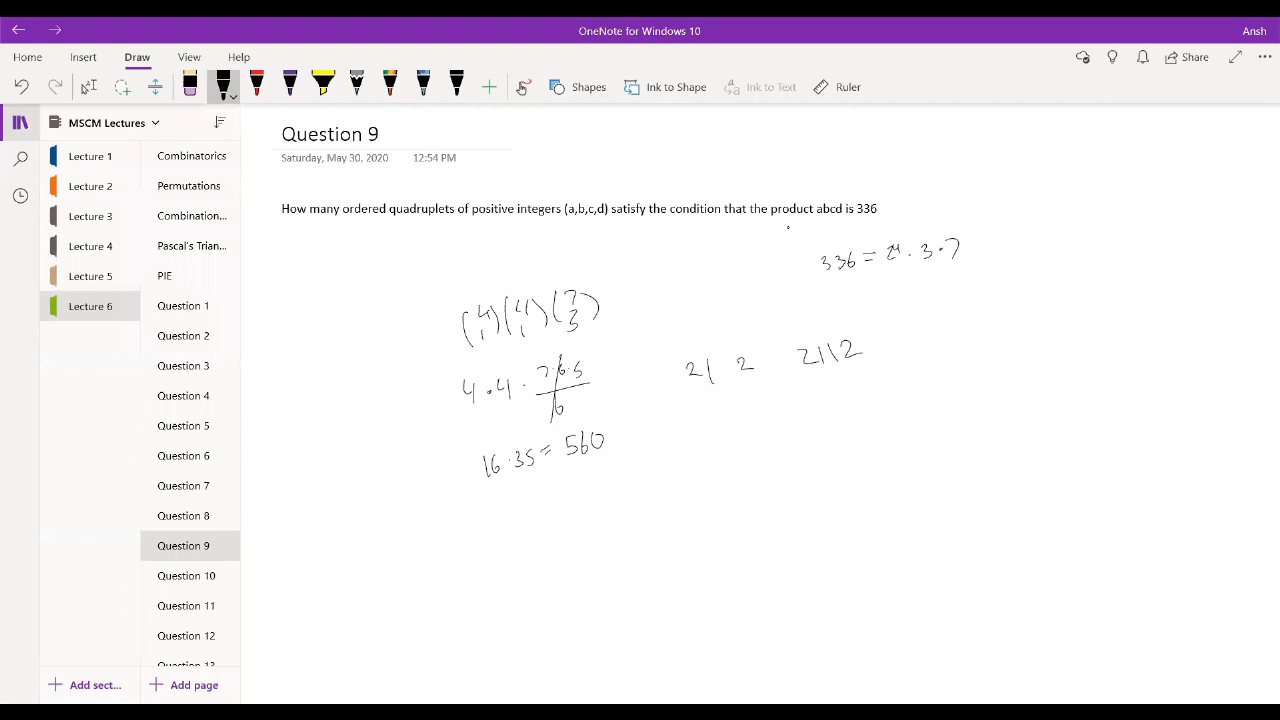 OneNote for Windows 10
Ansh
Home Insert Draw View Help
Share
Shapes Ink to Shape Ink to Text Ruler
MSCM Lectures
Lecture 1
Lecture 2
Lecture 3
Lecture 4
Lecture 5
Lecture 6
Add sect...
Combinatorics
Permutations
Combination...
Pascal's Trian...
PIE
Question 1
Question 2
Question 3
Question 4
Question 5
Question 6
Question 7
Question 8
Question 9
Question 10
Question 11
Question 12
Question 13
Add page
Question 9
Saturday, May 30, 2020 12:54 PM
How many ordered quadruplets of positive integers (a,b,c,d) satisfy the condition that the product abcd is 336
336 = 2⁴ · 3 · 7
(4 1)(4 1)(7 3)
4 · 4 · 7·6·5/6
16 · 35 = 560
2| 2
2||2